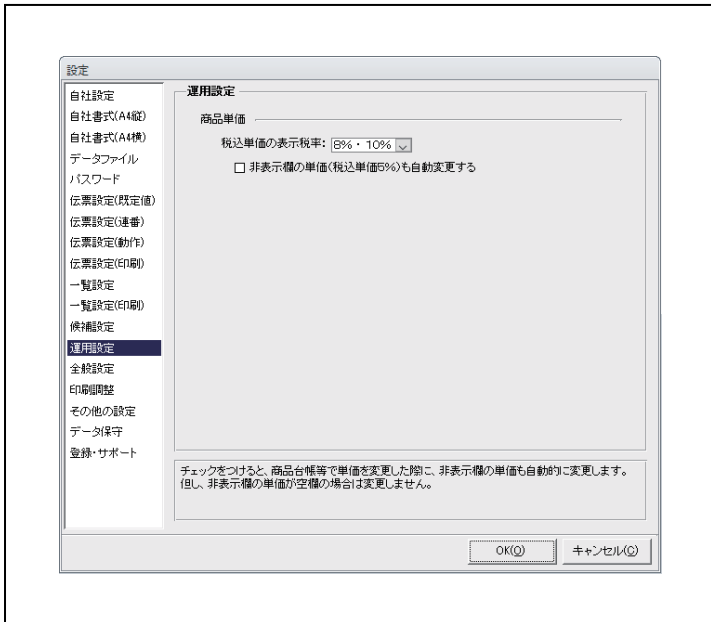 設定
自社設定
自社書式(A4縦)
自社書式(A4横)
データファイル
パスワード
伝票設定(既定値)
伝票設定(連番)
伝票設定(動作)
伝票設定(印刷)
一覧設定
一覧設定(印刷)
候補設定
運用設定
全般設定
印刷調整
その他の設定
データ保守
登録・サポート
運用設定
商品単価
税込単価の表示税率: 8%・10%
非表示欄の単価(税込単価5%)も自動変更する
チェックをつけると、商品台帳等で単価を変更した際に、非表示欄の単価も自動的に変更します。
但し、非表示欄の単価が空欄の場合は変更しません。
OK(O)
キャンセル(C)